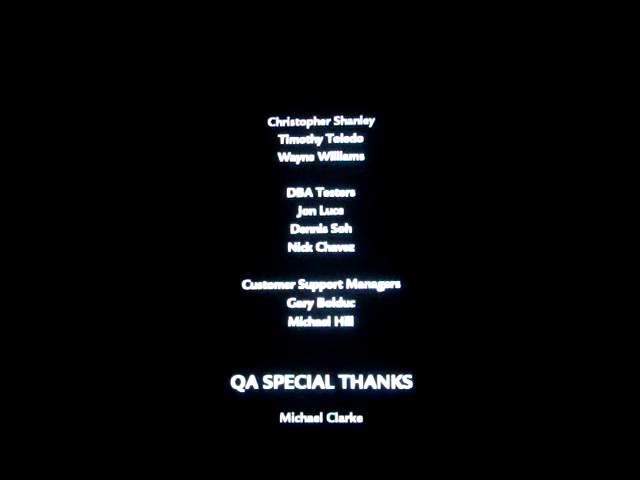 Christopher Shanley
Timothy Toledo
Wayne Williams
DBA Testers
Jon Luce
Dennis Soh
Nick Chavez
Customer Support Managers
Gary Bolduc
Michael Hill
QA SPECIAL THANKS
Michael Clarke